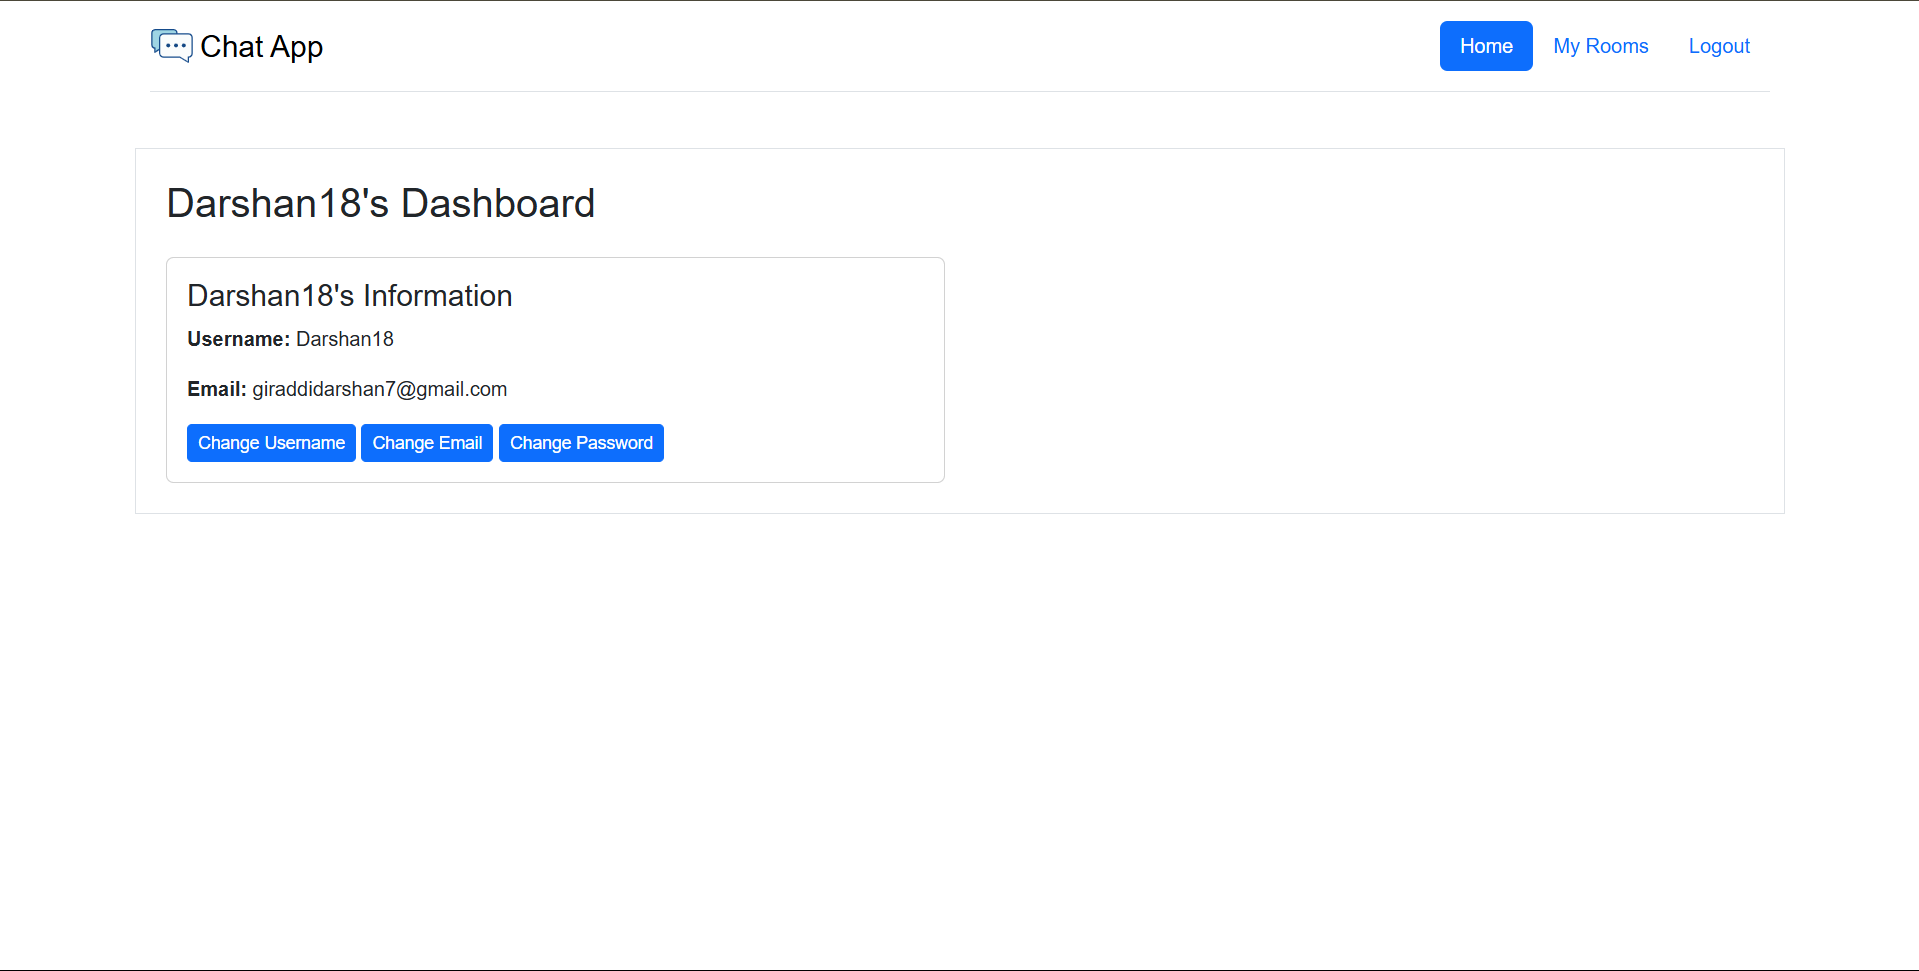 Chat App
Home My Rooms Logout
Darshan18's Dashboard
Darshan18's Information
Username: Darshan18
Email: giraddidarshan7@gmail.com
Change Username Change Email Change Password